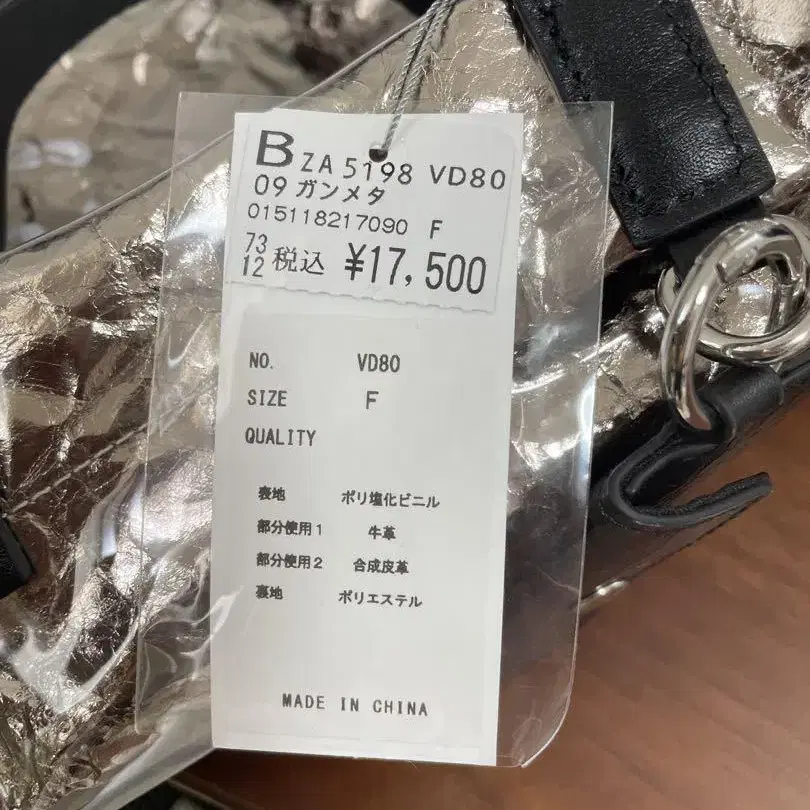 B ZA 5198 VD80
09 ガンメタ
015118217090 F
73
12 税込 ¥17,500
NO. VD80
SIZE F
QUALITY
表地 ポリ塩化ビニル
部分使用1 牛革
部分使用2 合成皮革
裏地 ポリエステル
MADE IN CHINA